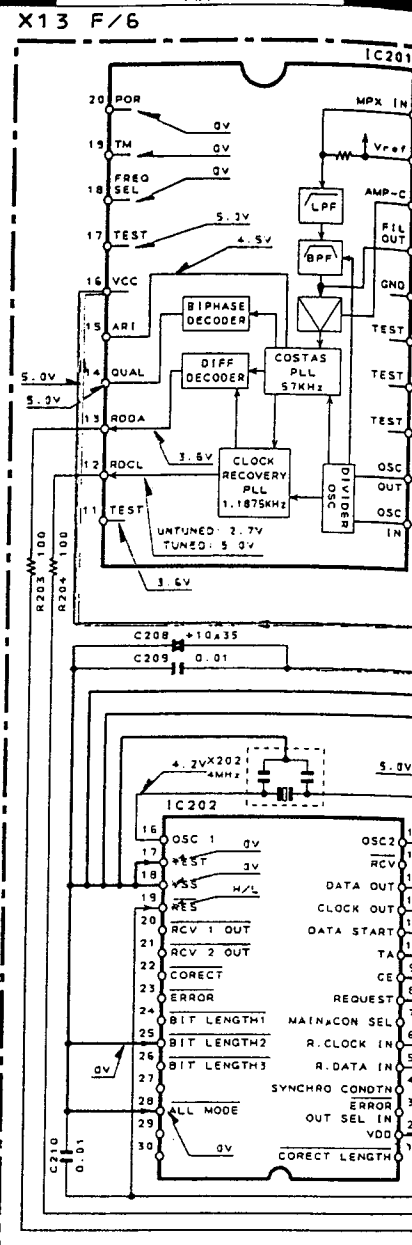 X13 F/6
IC201
20 POR
0V
MPX IN
19 TM
0V
Vref
18 FREQ SEL
0V
LPF
AMP-C
17 TEST
5.3V
4.5V
FIL OUT
BPF
16 VCC
GND
BIPHASE DECODER
15 ARI
TEST
COSTAS PLL 57KHz
DIFF DECODER
14 QUAL
5.0V
TEST
5.0V
13 RDDA
3.6V
TEST
CLOCK RECOVERY PLL 1.1875KHz
12 RDCL
DIVIDER OSC
OSC OUT
11 TEST
UNTUNED: 2.7V
TUNED: 5.0V
OSC IN
3.6V
R203 100
R204 100
C208 +10x35
C209 0.01
4.2V
X202
4MHz
5.0V
IC202
16 OSC 1
0V
OSC2
17 TEST
RCV
18 VSS
0V
DATA OUT
19 RES
H/L
CLOCK OUT
20 RCV 1 OUT
DATA START
21 RCV 2 OUT
TA
22 CORECT
CE
23 ERROR
REQUEST
24 BIT LENGTH1
MAIN×CON SEL
25 BIT LENGTH2
R.CLOCK IN
0V
26 BIT LENGTH3
R.DATA IN
27
SYNCHRO CONDTN
28 ALL MODE
ERROR OUT SEL IN
29
0V
VDD
30
CORECT LENGTH
C210 0.01